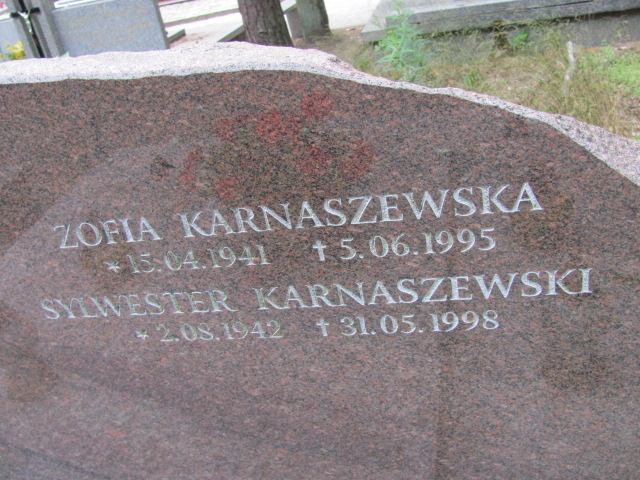 ZOFIA KARNASZEWSKA
* 15.04.1941 † 5.06.1995
SYLWESTER KARNASZEWSKI
* 2.08.1942 † 31.05.1998